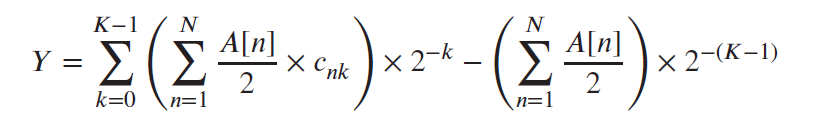 Y = \sum_{k=0}^{K-1} \left( \sum_{n=1}^{N} \frac{A[n]}{2} \times c_{nk} \right) \times 2^{-k} - \left( \sum_{n=1}^{N} \frac{A[n]}{2} \right) \times 2^{-(K-1)}